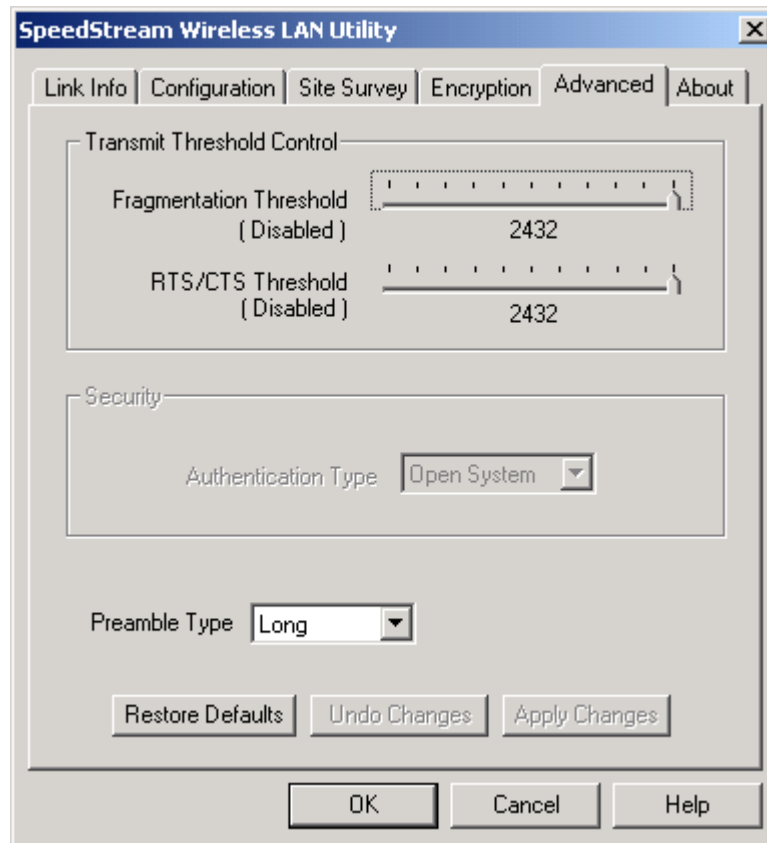 SpeedStream Wireless LAN Utility
Link Info Configuration Site Survey Encryption Advanced About
Transmit Threshold Control
Fragmentation Threshold
( Disabled )
2432
RTS/CTS Threshold
( Disabled )
2432
Security
Authentication Type Open System
Preamble Type Long
Restore Defaults Undo Changes Apply Changes
OK Cancel Help